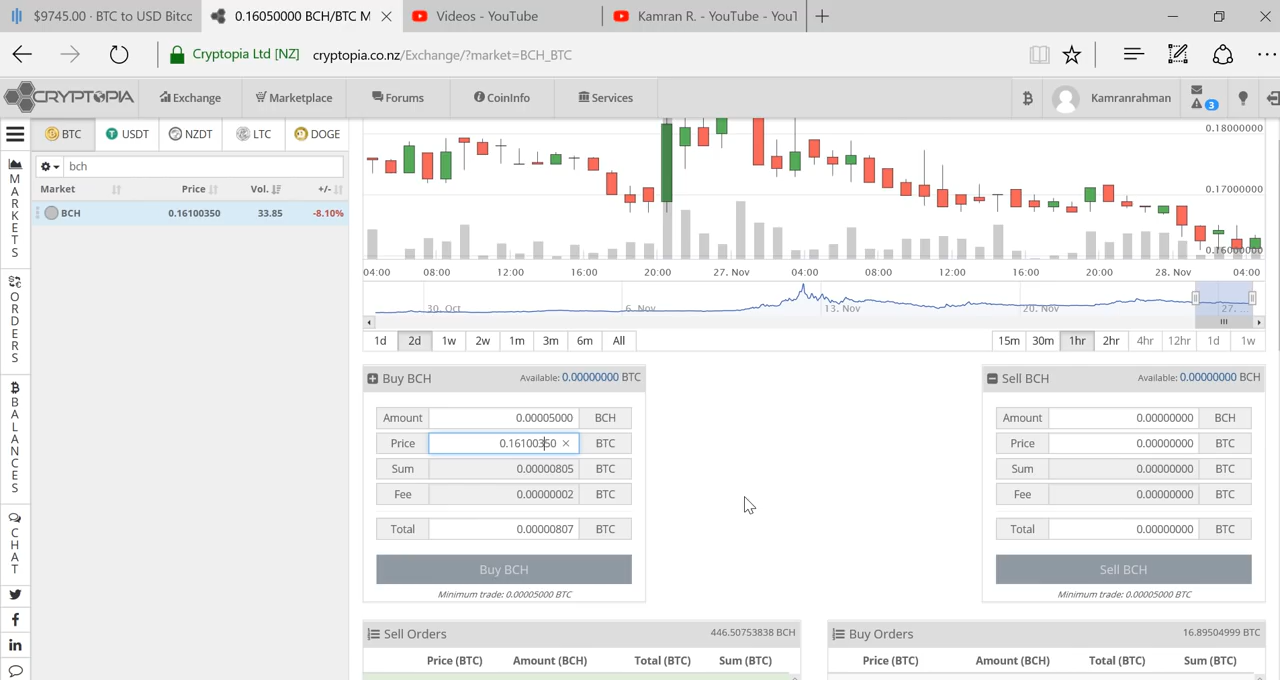 $9745.00 · BTC to USD Bitcc
0.16050000 BCH/BTC M
Videos - YouTube
Kamran R. - YouTube - YouT
Cryptopia Ltd [NZ]
cryptopia.co.nz/Exchange/?market=BCH_BTC
CRYPTOPIA
Exchange
Marketplace
Forums
CoinInfo
Services
Kamranrahman
3
BTC
USDT
NZDT
LTC
DOGE
bch
Market Price Vol. +/-
BCH 0.16100350 33.85 -8.10%
MARKETS
ORDERS
BALANCES
CHAT
0.18000000
0.17000000
0.16000000
04:00 08:00 12:00 16:00 20:00 27. Nov 04:00 08:00 12:00 16:00 20:00 28. Nov 04:00
30. Oct 6. Nov 13. Nov 20. Nov 27. ...
1d 2d 1w 2w 1m 3m 6m All
15m 30m 1hr 2hr 4hr 12hr 1d 1w
Buy BCH Available: 0.00000000 BTC
Amount 0.00005000 BCH
Price 0.16100350 BTC
Sum 0.00000805 BTC
Fee 0.00000002 BTC
Total 0.00000807 BTC
Buy BCH
Minimum trade: 0.00005000 BTC
Sell BCH Available: 0.00000000 BCH
Amount 0.00000000 BCH
Price 0.00000000 BTC
Sum 0.00000000 BTC
Fee 0.00000000 BTC
Total 0.00000000 BTC
Sell BCH
Minimum trade: 0.00005000 BTC
Sell Orders 446.50753838 BCH
Price (BTC) Amount (BCH) Total (BTC) Sum (BTC)
Buy Orders 16.89504999 BTC
Price (BTC) Amount (BCH) Total (BTC) Sum (BTC)